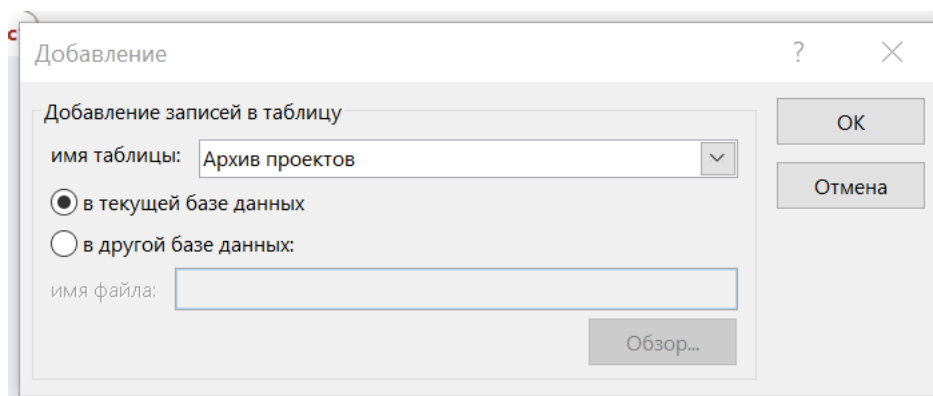 с
Добавление
Добавление записей в таблицу
OK
имя таблицы: Архив проектов
Отмена
в текущей базе данных
в другой базе данных:
имя файла:
Обзор...